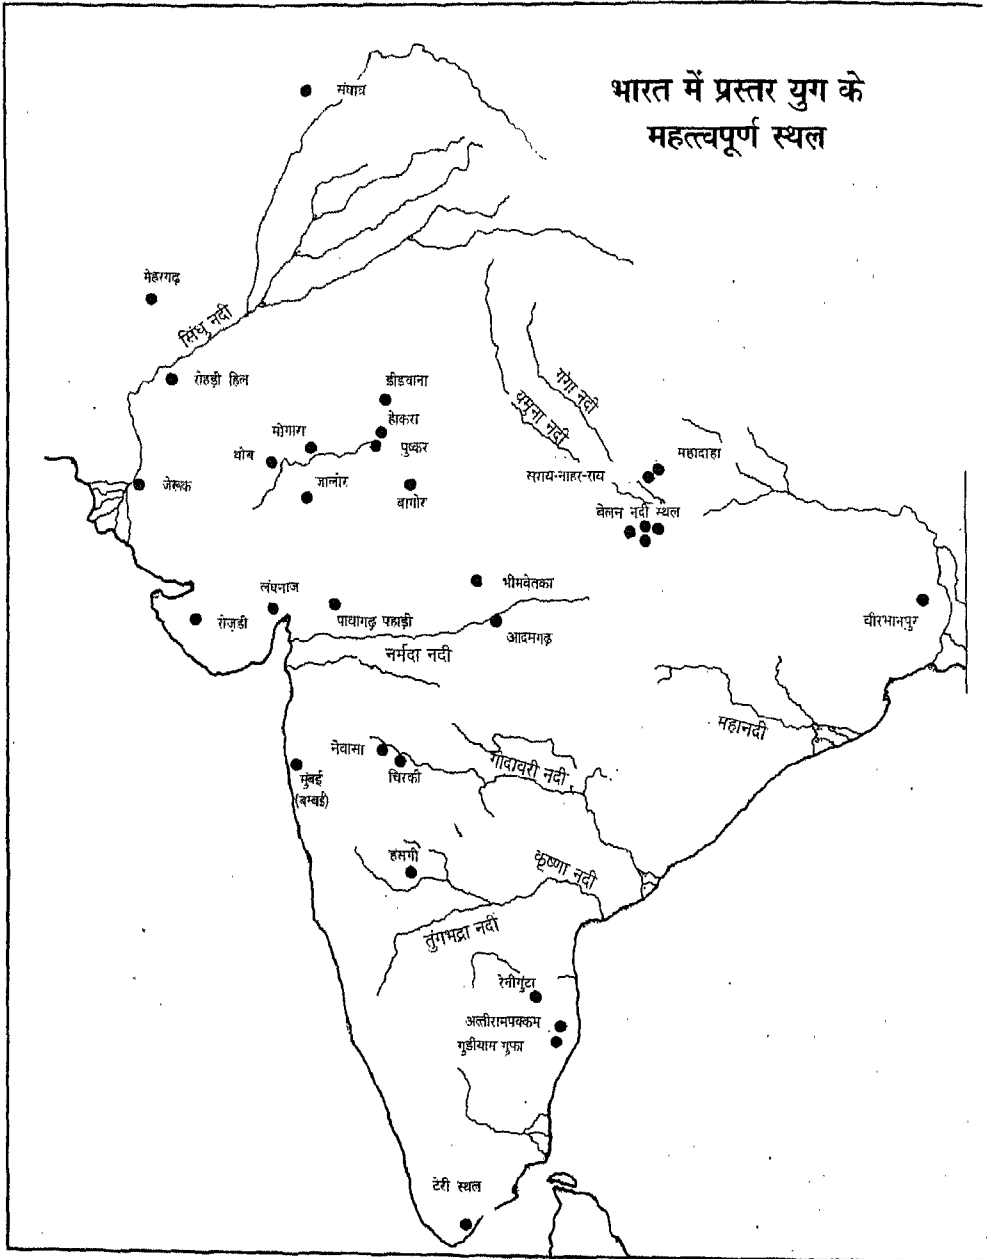 भारत में प्रस्तर युग के
महत्त्वपूर्ण स्थल
संघाव
मेहरगढ़
सिंधु नदी
रोहड़ी हिल
डीडवाना
गंगा नदी
यमुना नदी
होकरा
मोगारा
पुष्कर
थोब
महादाहा
सराय-नाहर-राय
जेरूक
जालोर
बागोर
बेलन नदी स्थल
भीमबेतका
लंघनाज
रोज़डी
पावागढ़ पहाड़ी
आदमगढ़
वीरभानपुर
नर्मदा नदी
महानदी
नेवासा
चिरकी
गोदावरी नदी
मुंबई
(बम्बई)
हंसगी
कृष्णा नदी
तुंगभद्रा नदी
रेनीगुंटा
अत्तीरामपक्कम
गुडीयाम गुफा
टेरी स्थल